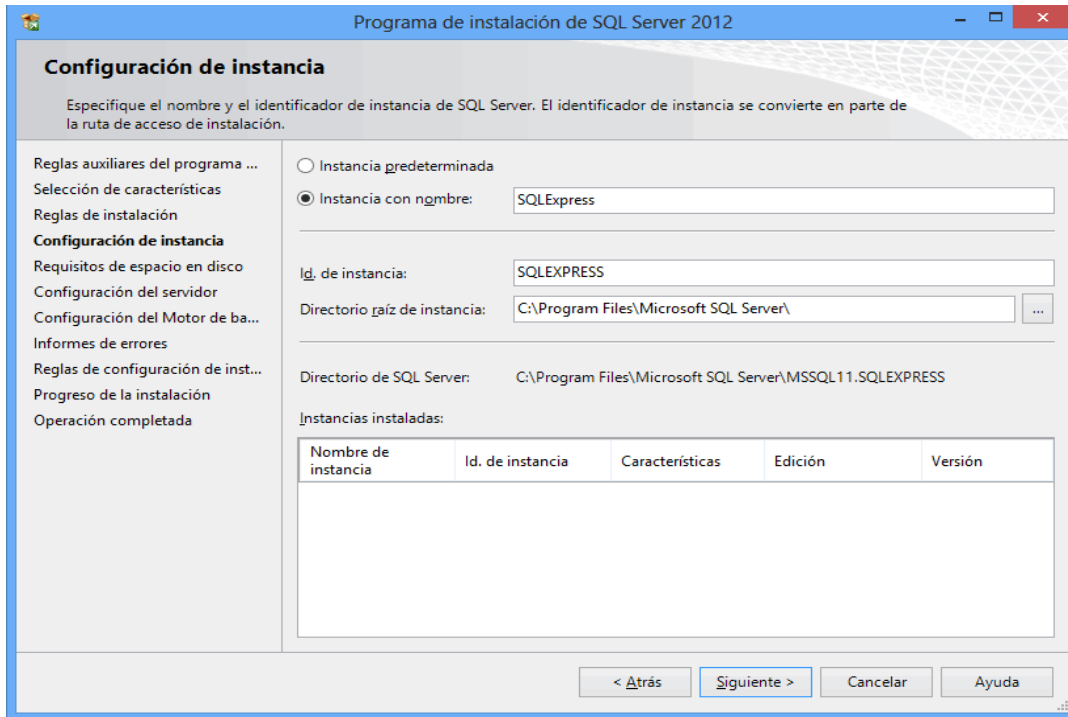 Programa de instalación de SQL Server 2012
Configuración de instancia
Especifique el nombre y el identificador de instancia de SQL Server. El identificador de instancia se convierte en parte de
la ruta de acceso de instalación.
Reglas auxiliares del programa ...
Selección de características
Reglas de instalación
Configuración de instancia
Requisitos de espacio en disco
Configuración del servidor
Configuración del Motor de ba...
Informes de errores
Reglas de configuración de inst...
Progreso de la instalación
Operación completada
Instancia predeterminada
Instancia con nombre: SQLExpress
Id. de instancia: SQLEXPRESS
Directorio raíz de instancia: C:\Program Files\Microsoft SQL Server\ ...
Directorio de SQL Server: C:\Program Files\Microsoft SQL Server\MSSQL11.SQLEXPRESS
Instancias instaladas:
Nombre de
instancia Id. de instancia Características Edición Versión
< Atrás Siguiente > Cancelar Ayuda